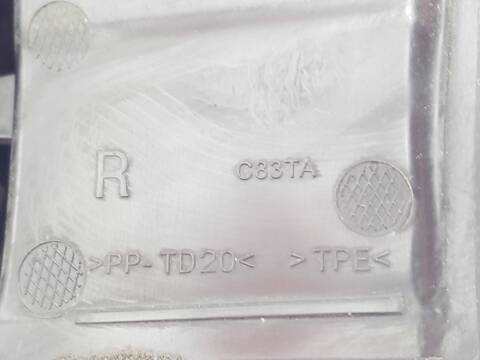 R C83TA
>PP-TD20< >TPE<